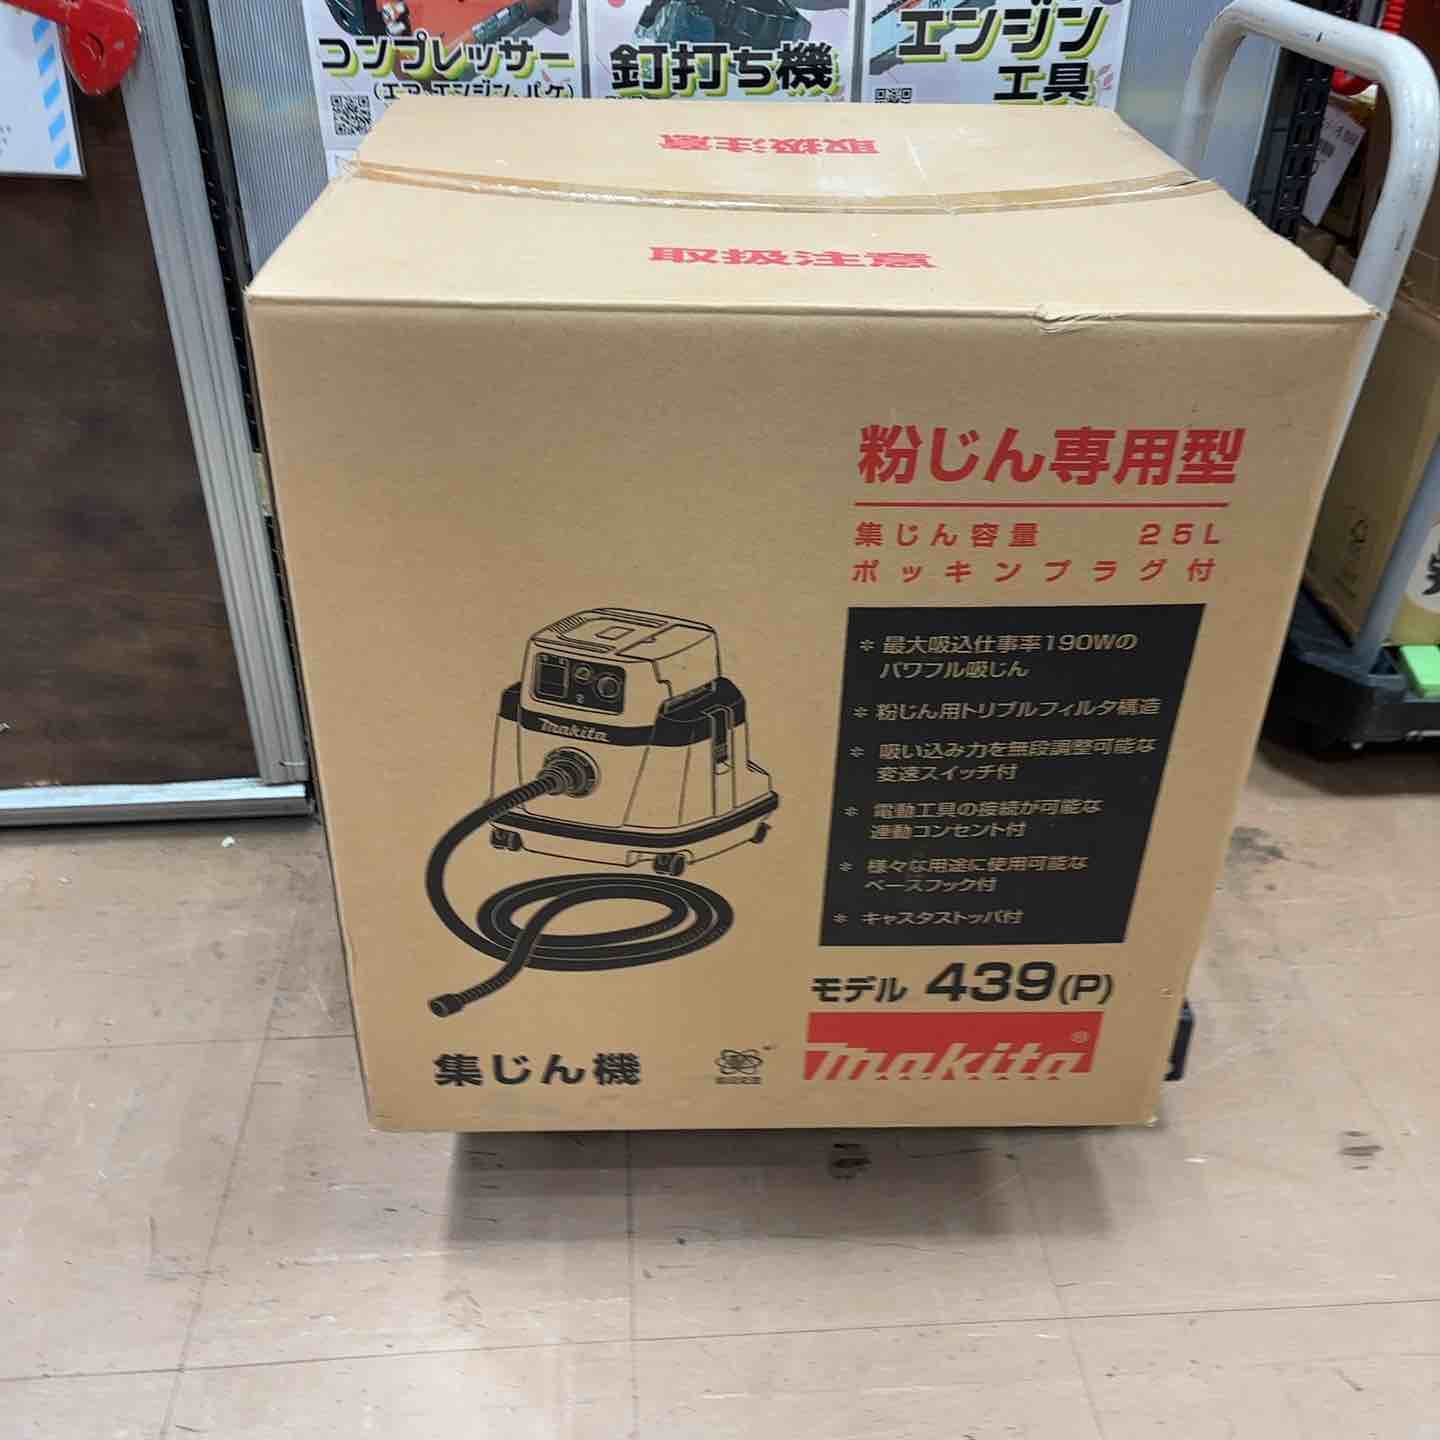 コンプレッサー
(エア、エンジン、パケ)
釘打ち機
エンジン
工具
取扱注意
取扱注意
粉じん専用型
集じん容量 25L
ポッキンプラグ付
* 最大吸込仕事率190Wの
パワフル吸じん
* 粉じん用トリプルフィルタ構造
* 吸い込み力を無段調整可能な
変速スイッチ付
* 電動工具の接続が可能な
連動コンセント付
* 様々な用途に使用可能な
ベースフック付
* キャスタストッパ付
makita
モデル 439(P)
makita®
集じん機